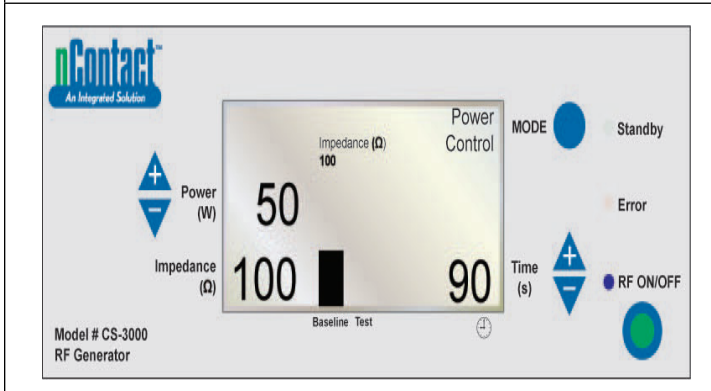 nContact™
An Integrated Solution
Power
Control
MODE
Standby
Impedance (Ω)
100
+
−
Power
(W)
50
Error
Impedance
(Ω)
100
90
Time
(s)
+
−
RF ON/OFF
Baseline Test
Model # CS-3000
RF Generator